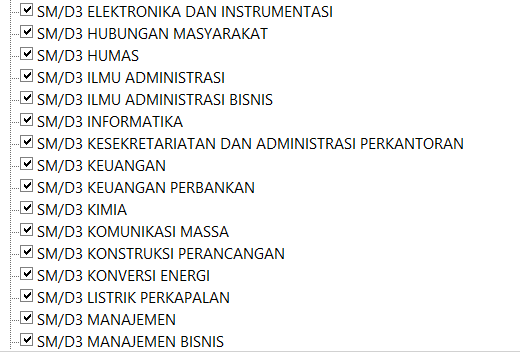 SM/D3 ELEKTRONIKA DAN INSTRUMENTASI
SM/D3 HUBUNGAN MASYARAKAT
SM/D3 HUMAS
SM/D3 ILMU ADMINISTRASI
SM/D3 ILMU ADMINISTRASI BISNIS
SM/D3 INFORMATIKA
SM/D3 KESEKRETARIATAN DAN ADMINISTRASI PERKANTORAN
SM/D3 KEUANGAN
SM/D3 KEUANGAN PERBANKAN
SM/D3 KIMIA
SM/D3 KOMUNIKASI MASSA
SM/D3 KONSTRUKSI PERANCANGAN
SM/D3 KONVERSI ENERGI
SM/D3 LISTRIK PERKAPALAN
SM/D3 MANAJEMEN
SM/D3 MANAJEMEN BISNIS